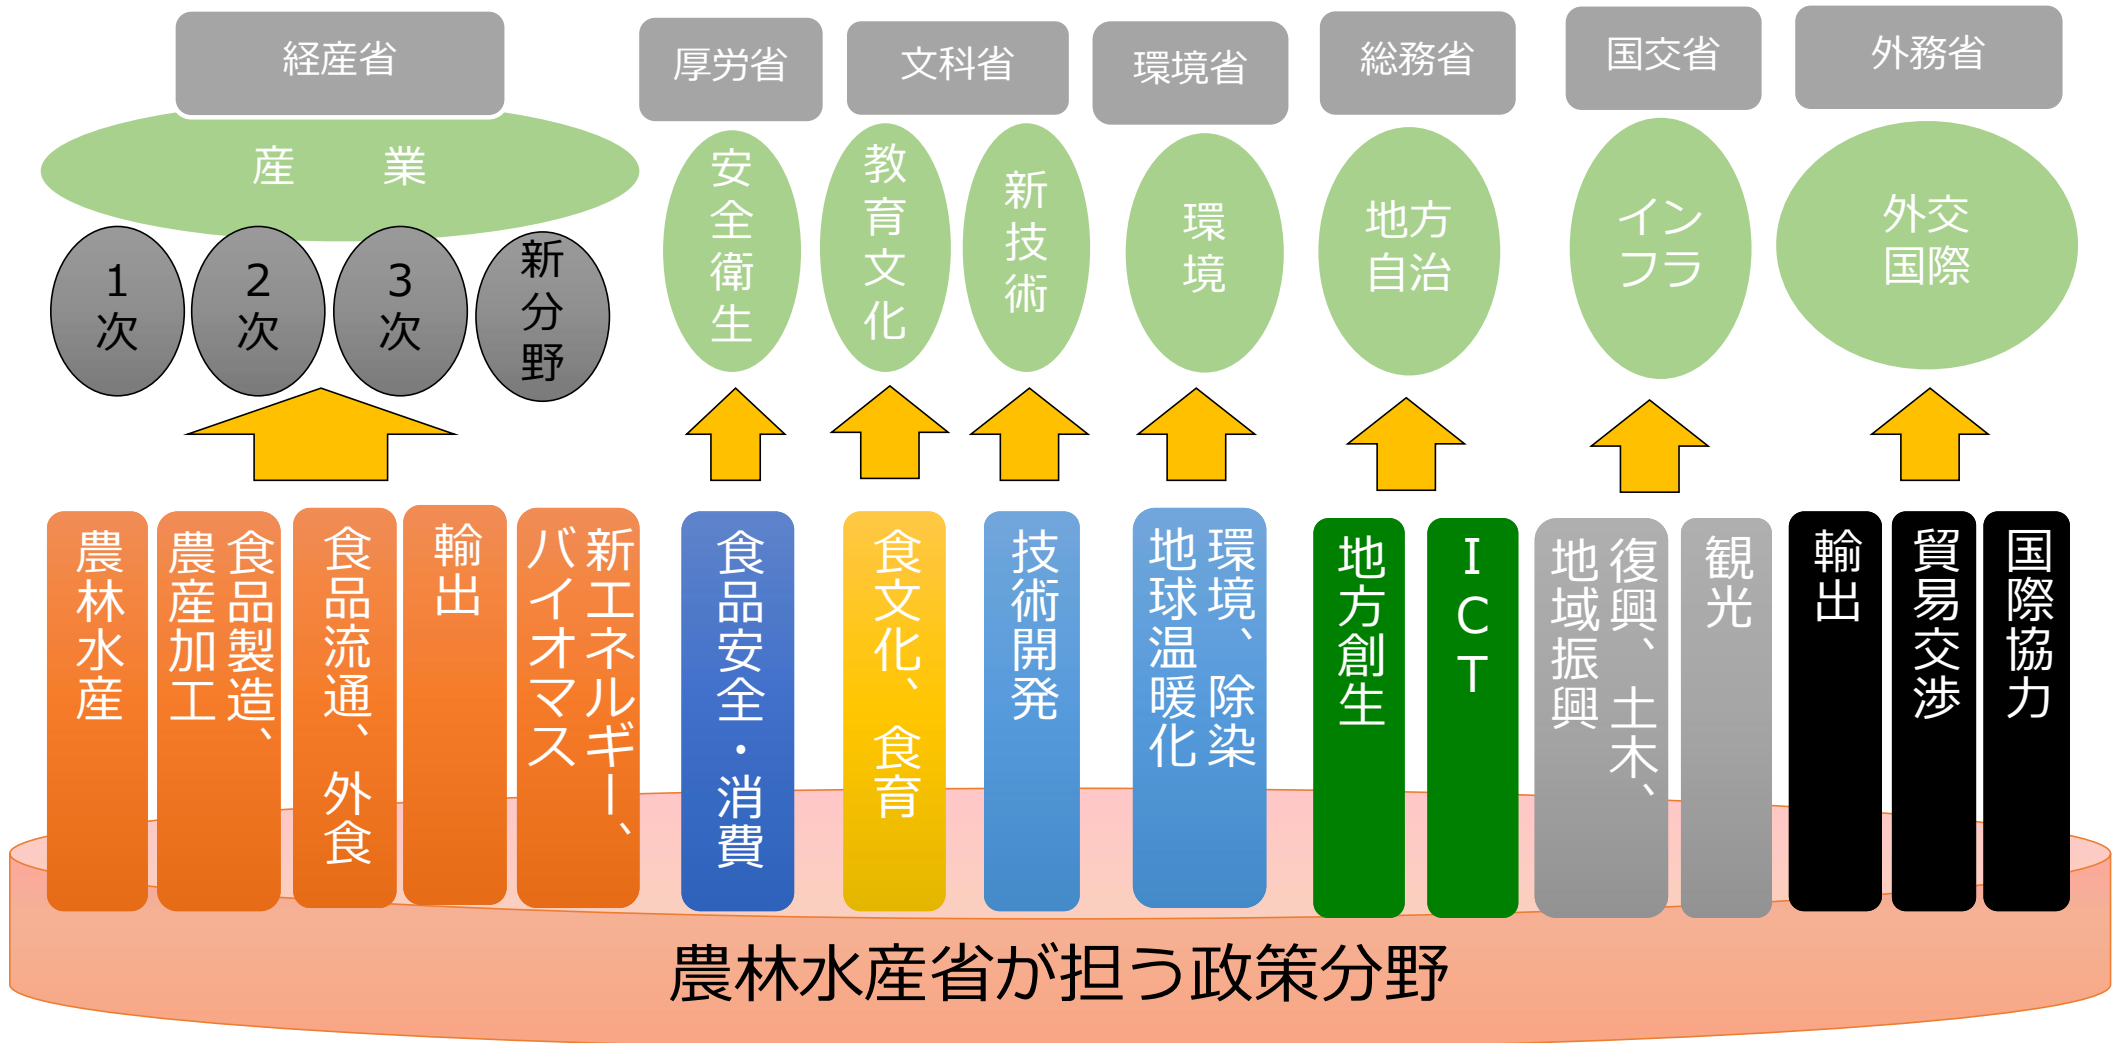 経産省
厚労省
文科省
環境省
総務省
国交省
外務省
産　業
1次
2次
3次
新分野
安全衛生
教育文化
新技術
環境
地方
自治
イン
フラ
外交
国際
農林水産
食品製造、
農産加工
食品流通、外食
輸出
新エネルギー、
バイオマス
食品安全・消費
食文化、食育
技術開発
環境、除染
地球温暖化
地方創生
ICT
復興、土木、
地域振興
観光
輸出
貿易交渉
国際協力
農林水産省が担う政策分野